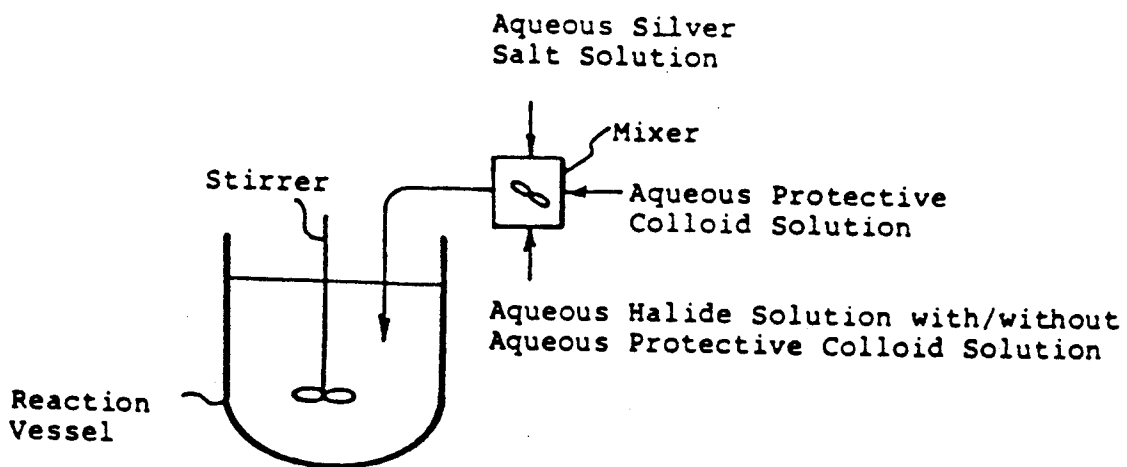 Aqueous Silver
Salt Solution
Mixer
Stirrer
Aqueous Protective
Colloid Solution
Aqueous Halide Solution with/without
Aqueous Protective Colloid Solution
Reaction
Vessel